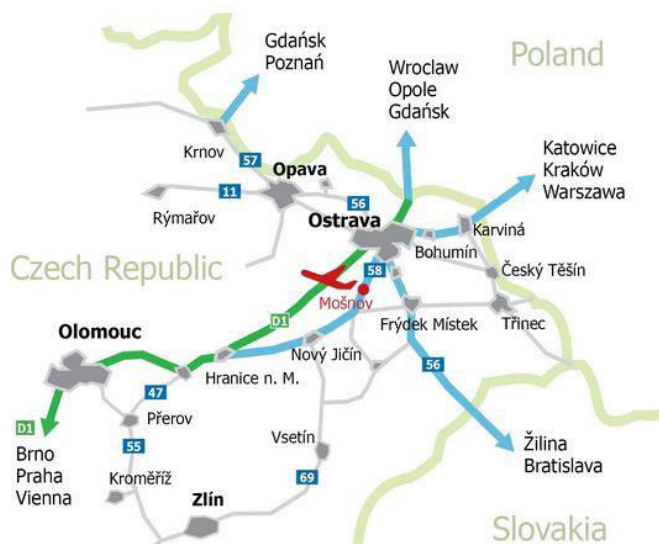 Gdańsk
Poznań
Poland
Wroclaw
Opole
Gdańsk
Katowice
Kraków
Warszawa
Krnov
57
Opava
11
56
Rýmařov
Ostrava
Karviná
Bohumín
Czech Republic
58
Český Těšín
Mošnov
D1
Olomouc
Frýdek Místek
Třinec
Nový Jičín
Hranice n. M.
56
47
D1
Přerov
Brno
Praha
Vienna
55
Vsetín
Žilina
Bratislava
Kroměříž
69
Zlín
Slovakia